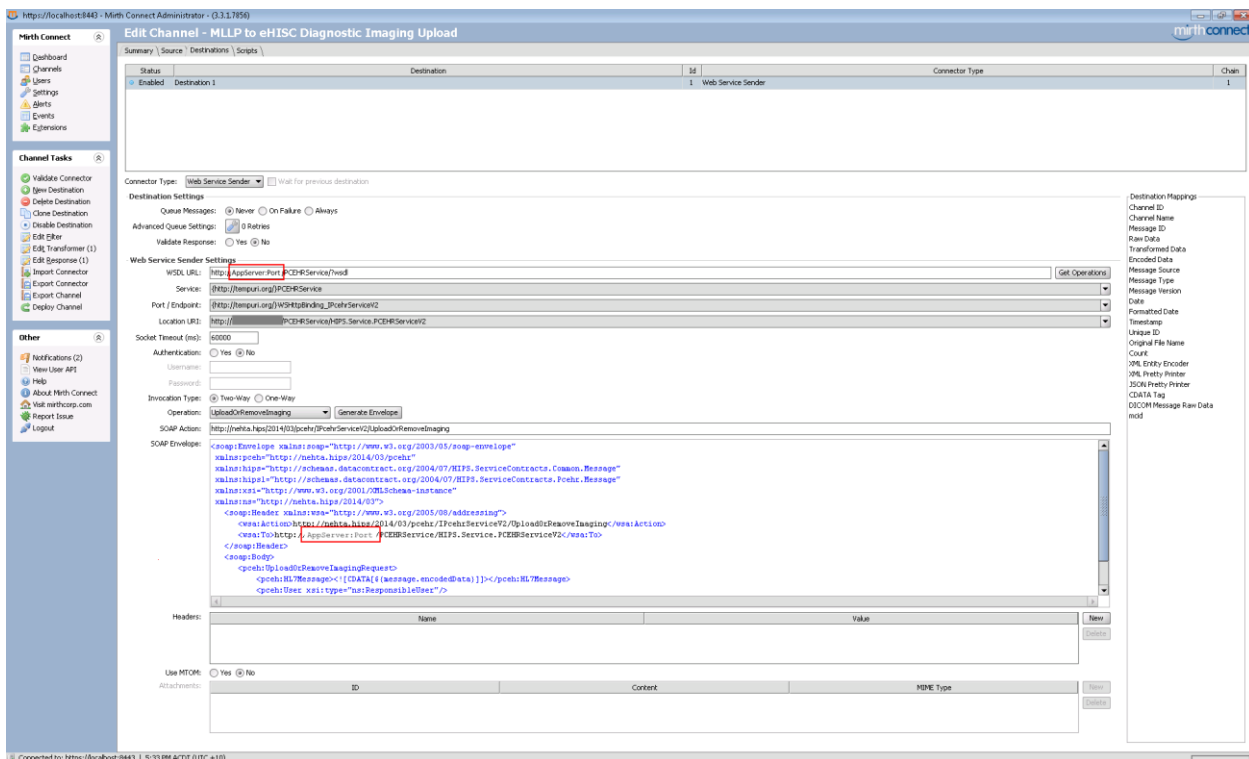 https://localhost:8443 - Mirth Connect Administrator - (3.3.1.7856)
Mirth Connect
Dashboard
Channels
Users
Settings
Alerts
Events
Extensions
Channel Tasks
Validate Connector
New Destination
Delete Destination
Clone Destination
Disable Destination
Edit Filter
Edit Transformer (1)
Edit Response (1)
Import Connector
Export Connector
Export Channel
Deploy Channel
Other
Notifications (2)
View User API
Help
About Mirth Connect
Visit mirthcorp.com
Report Issue
Logout
Edit Channel - MLLP to eHISC Diagnostic Imaging Upload
mirthconnect
Summary Source Destinations Scripts
Status Destination Id Connector Type Chain
Enabled Destination 1 1 Web Service Sender 1
Connector Type: Web Service Sender Wait for previous destination
Destination Settings
Queue Messages: Never On Failure Always
Advanced Queue Settings: 0 Retries
Validate Response: Yes No
Web Service Sender Settings
WSDL URL: http:/ AppServer:Port /PCEHRService/?wsdl Get Operations
Service: {http://tempuri.org/}PCEHRService
Port / Endpoint: {http://tempuri.org/}WSHttpBinding_IPcehrServiceV2
Location URI: http:// /PCEHRService/HIPS.Service.PCEHRServiceV2
Socket Timeout (ms): 60000
Authentication: Yes No
Username:
Password:
Invocation Type: Two-Way One-Way
Operation: UploadOrRemoveImaging Generate Envelope
SOAP Action: http://nehta.hips/2014/03/pcehr/IPcehrServiceV2/UploadOrRemoveImaging
SOAP Envelope: <soap:Envelope xmlns:soap="http://www.w3.org/2003/05/soap-envelope"
xmlns:pceh="http://nehta.hips/2014/03/pcehr"
xmlns:hips="http://schemas.datacontract.org/2004/07/HIPS.ServiceContracts.Common.Message"
xmlns:hips1="http://schemas.datacontract.org/2004/07/HIPS.ServiceContracts.Pcehr.Message"
xmlns:xsi="http://www.w3.org/2001/XMLSchema-instance"
xmlns:ns="http://nehta.hips/2014/03">
<soap:Header xmlns:wsa="http://www.w3.org/2005/08/addressing">
<wsa:Action>http://nehta.hips/2014/03/pcehr/IPcehrServiceV2/UploadOrRemoveImaging</wsa:Action>
<wsa:To>http:/ AppServer:Port /PCEHRService/HIPS.Service.PCEHRServiceV2</wsa:To>
</soap:Header>
<soap:Body>
<pceh:UploadOrRemoveImagingRequest>
<pceh:HL7Message><![CDATA[${message.encodedData}]]></pceh:HL7Message>
<pceh:User xsi:type="ns:ResponsibleUser"/>
Headers: Name Value New
Delete
Use MTOM: Yes No
Attachments: ID Content MIME Type New
Delete
Destination Mappings
Channel ID
Channel Name
Message ID
Raw Data
Transformed Data
Encoded Data
Message Source
Message Type
Message Version
Date
Formatted Date
Timestamp
Unique ID
Original File Name
Count
XML Entity Encoder
XML Pretty Printer
JSON Pretty Printer
CDATA Tag
DICOM Message Raw Data
mcid
Connected to: https://localhost:8443 | 5:33 PM ACDT (UTC +10)